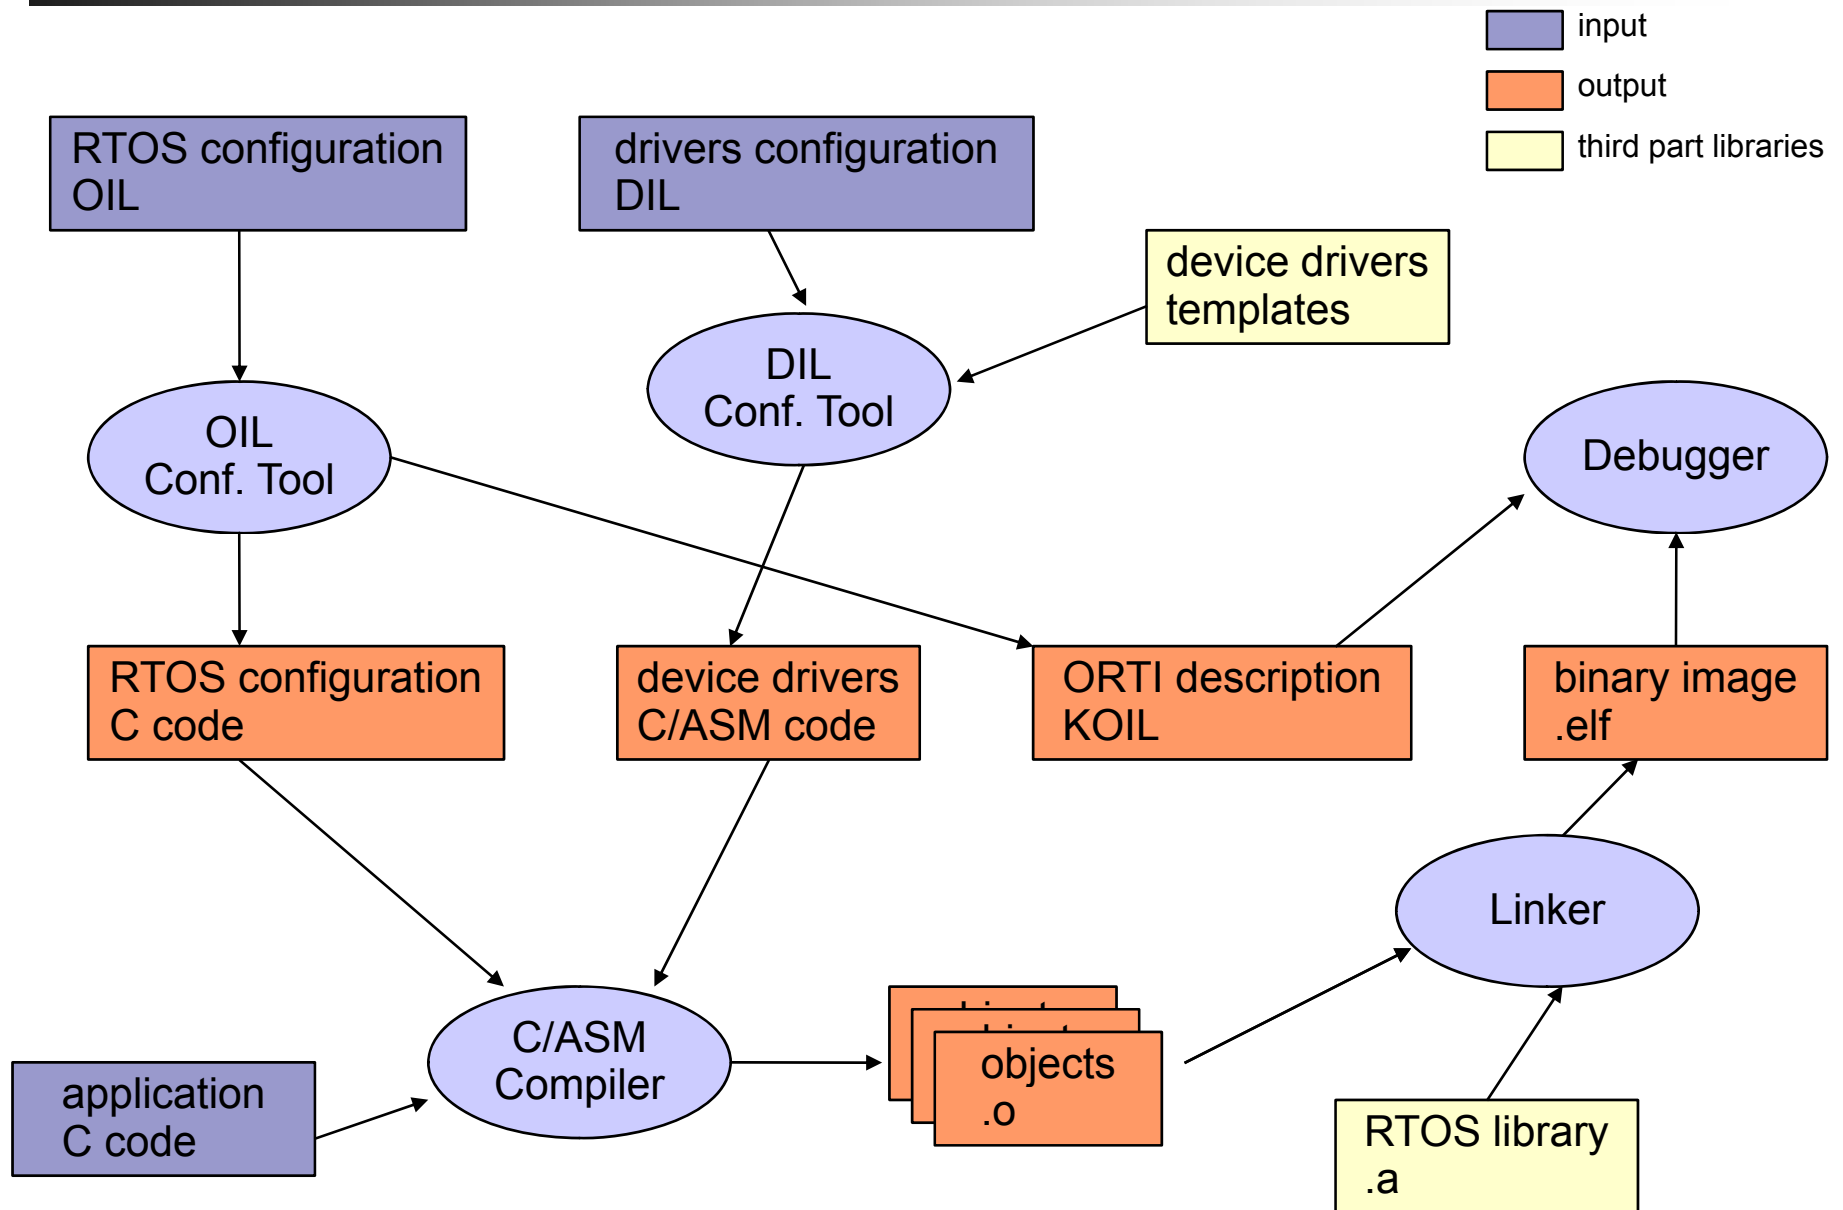 input
output
third part libraries
RTOS configuration
OIL
drivers configuration
DIL
device drivers
templates
DIL
Conf. Tool
OIL
Conf. Tool
Debugger
RTOS configuration
C code
device drivers
C/ASM code
ORTI description
KOIL
binary image
.elf
Linker
C/ASM
Compiler
objects
.o
application
C code
RTOS library
.a